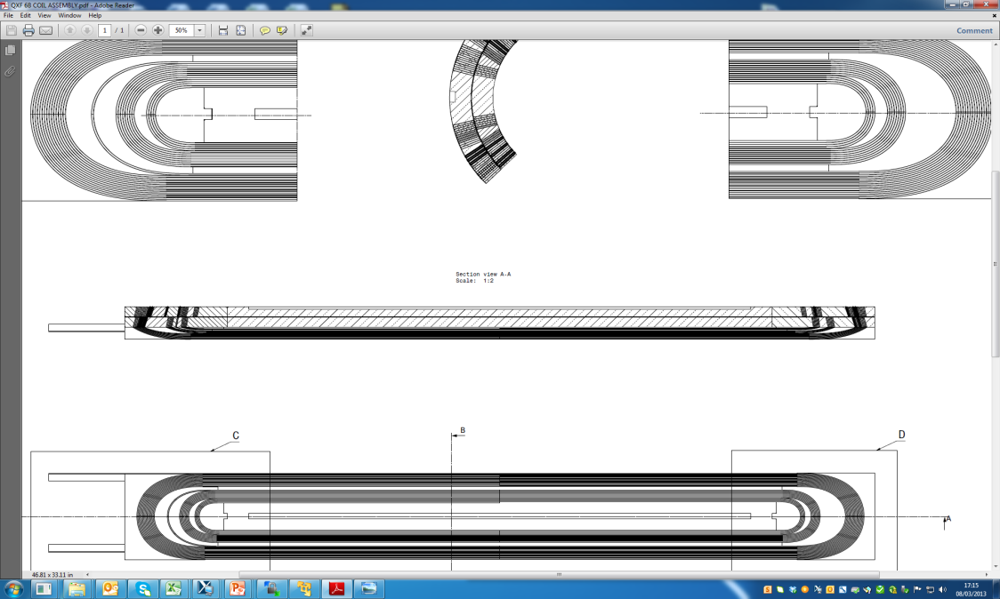 QXF 6B COIL ASSEMBLY.pdf - Adobe Reader
File Edit View Window Help
1 / 1 50% Comment
Section view A-A
Scale: 1:2
C
B
D
A
46.81 x 33.11 in
17:15
08/03/2013